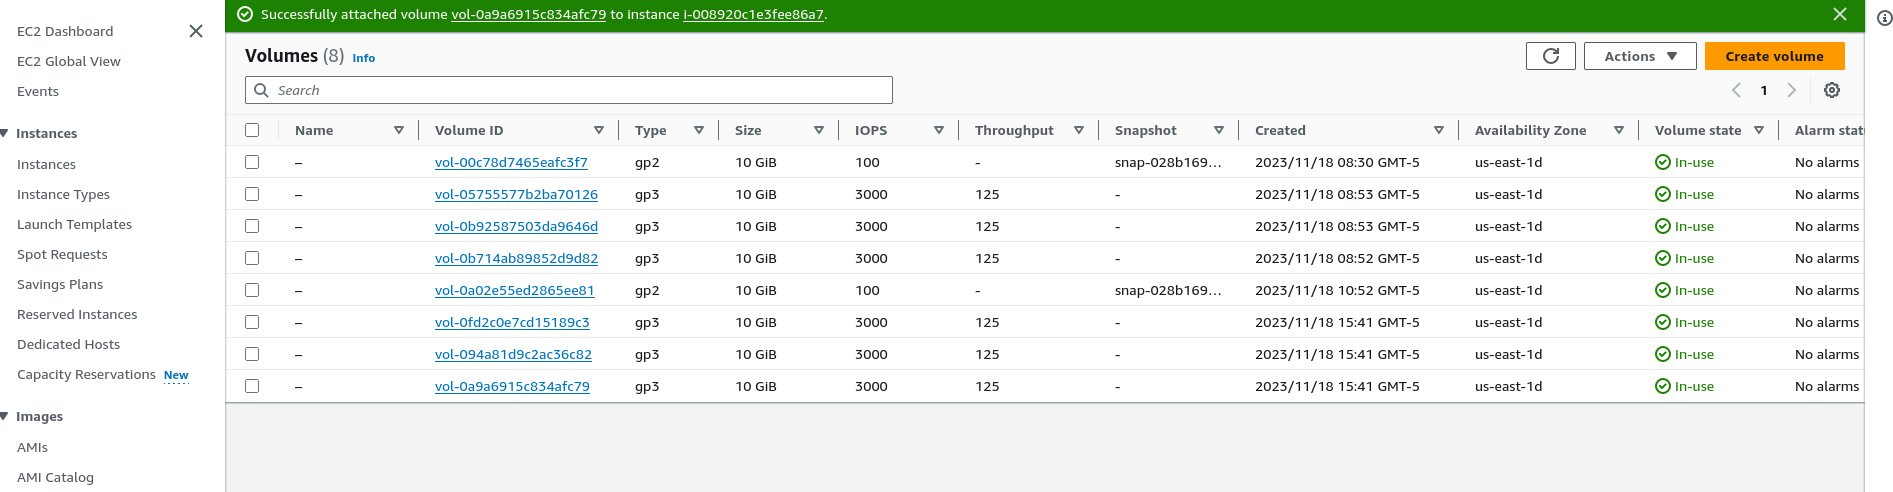 Successfully attached volume vol-0a9a6915c834afc79 to instance i-008920c1e3fee86a7.
EC2 Dashboard
EC2 Global View
Events
Instances
Instances
Instance Types
Launch Templates
Spot Requests
Savings Plans
Reserved Instances
Dedicated Hosts
Capacity Reservations New
Images
AMIs
AMI Catalog
Volumes (8) Info
Actions
Create volume
Search
1
Name Volume ID Type Size IOPS Throughput Snapshot Created Availability Zone Volume state Alarm stat
– vol-00c78d7465eafc3f7 gp2 10 GiB 100 - snap-028b169... 2023/11/18 08:30 GMT-5 us-east-1d In-use No alarms
– vol-05755577b2ba70126 gp3 10 GiB 3000 125 - 2023/11/18 08:53 GMT-5 us-east-1d In-use No alarms
– vol-0b92587503da9646d gp3 10 GiB 3000 125 - 2023/11/18 08:53 GMT-5 us-east-1d In-use No alarms
– vol-0b714ab89852d9d82 gp3 10 GiB 3000 125 - 2023/11/18 08:52 GMT-5 us-east-1d In-use No alarms
– vol-0a02e55ed2865ee81 gp2 10 GiB 100 - snap-028b169... 2023/11/18 10:52 GMT-5 us-east-1d In-use No alarms
– vol-0fd2c0e7cd15189c3 gp3 10 GiB 3000 125 - 2023/11/18 15:41 GMT-5 us-east-1d In-use No alarms
– vol-094a81d9c2ac36c82 gp3 10 GiB 3000 125 - 2023/11/18 15:41 GMT-5 us-east-1d In-use No alarms
– vol-0a9a6915c834afc79 gp3 10 GiB 3000 125 - 2023/11/18 15:41 GMT-5 us-east-1d In-use No alarms